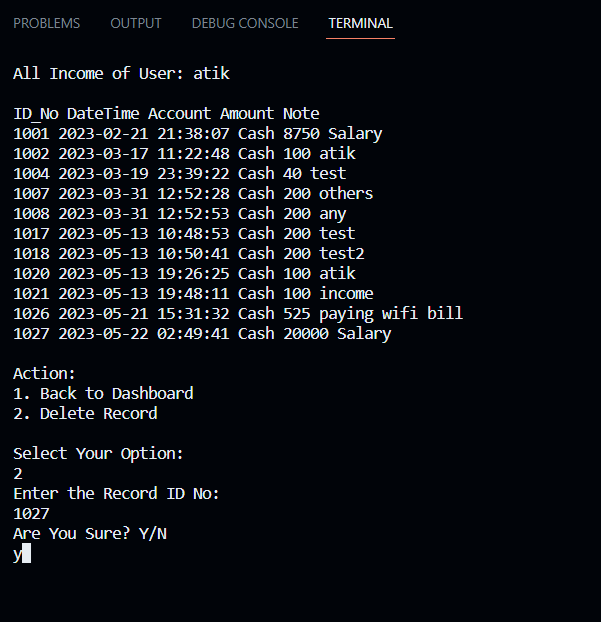 PROBLEMS OUTPUT DEBUG CONSOLE TERMINAL
All Income of User: atik
ID_No DateTime Account Amount Note
1001 2023-02-21 21:38:07 Cash 8750 Salary
1002 2023-03-17 11:22:48 Cash 100 atik
1004 2023-03-19 23:39:22 Cash 40 test
1007 2023-03-31 12:52:28 Cash 200 others
1008 2023-03-31 12:52:53 Cash 200 any
1017 2023-05-13 10:48:53 Cash 200 test
1018 2023-05-13 10:50:41 Cash 200 test2
1020 2023-05-13 19:26:25 Cash 100 atik
1021 2023-05-13 19:48:11 Cash 100 income
1026 2023-05-21 15:31:32 Cash 525 paying wifi bill
1027 2023-05-22 02:49:41 Cash 20000 Salary
Action:
1. Back to Dashboard
2. Delete Record
Select Your Option:
2
Enter the Record ID No:
1027
Are You Sure? Y/N
y